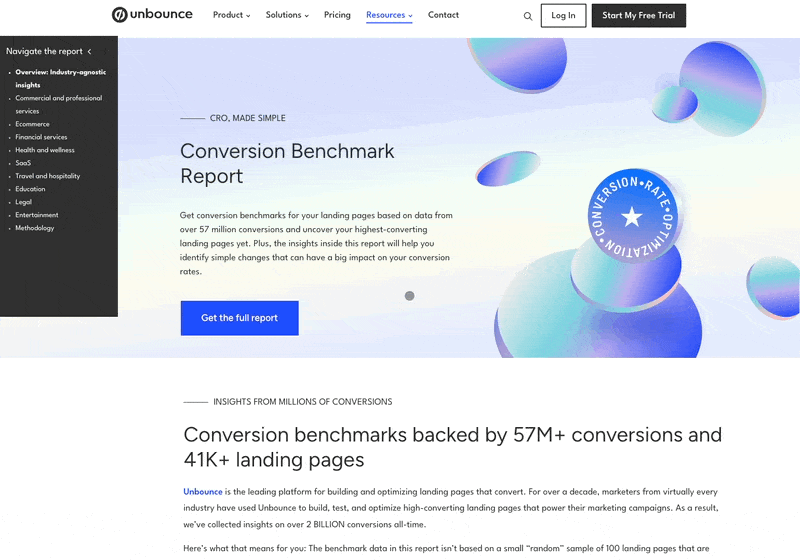 unbounce
Product
Solutions
Pricing
Resources
Contact
Log In
Start My Free Trial
Navigate the report
Overview: Industry-agnostic
insights
Commercial and professional
services
Ecommerce
Financial services
Health and wellness
SaaS
Travel and hospitality
Education
Legal
Entertainment
Methodology
CRO, MADE SIMPLE
Conversion Benchmark
Report
Get conversion benchmarks for your landing pages based on data from
over 57 million conversions and uncover your highest-converting
landing pages yet. Plus, the insights inside this report will help you
identify simple changes that can have a big impact on your conversion
rates.
Get the full report
CONVERSION•RATE•OPTIMIZATION•
INSIGHTS FROM MILLIONS OF CONVERSIONS
Conversion benchmarks backed by 57M+ conversions and
41K+ landing pages
Unbounce is the leading platform for building and optimizing landing pages that convert. For over a decade, marketers from virtually every
industry have used Unbounce to build, test, and optimize high-converting landing pages that power their marketing campaigns. As a result,
we've collected insights on over 2 BILLION conversions all-time.
Here's what that means for you: The benchmark data in this report isn't based on a small “random” sample of 100 landing pages that are